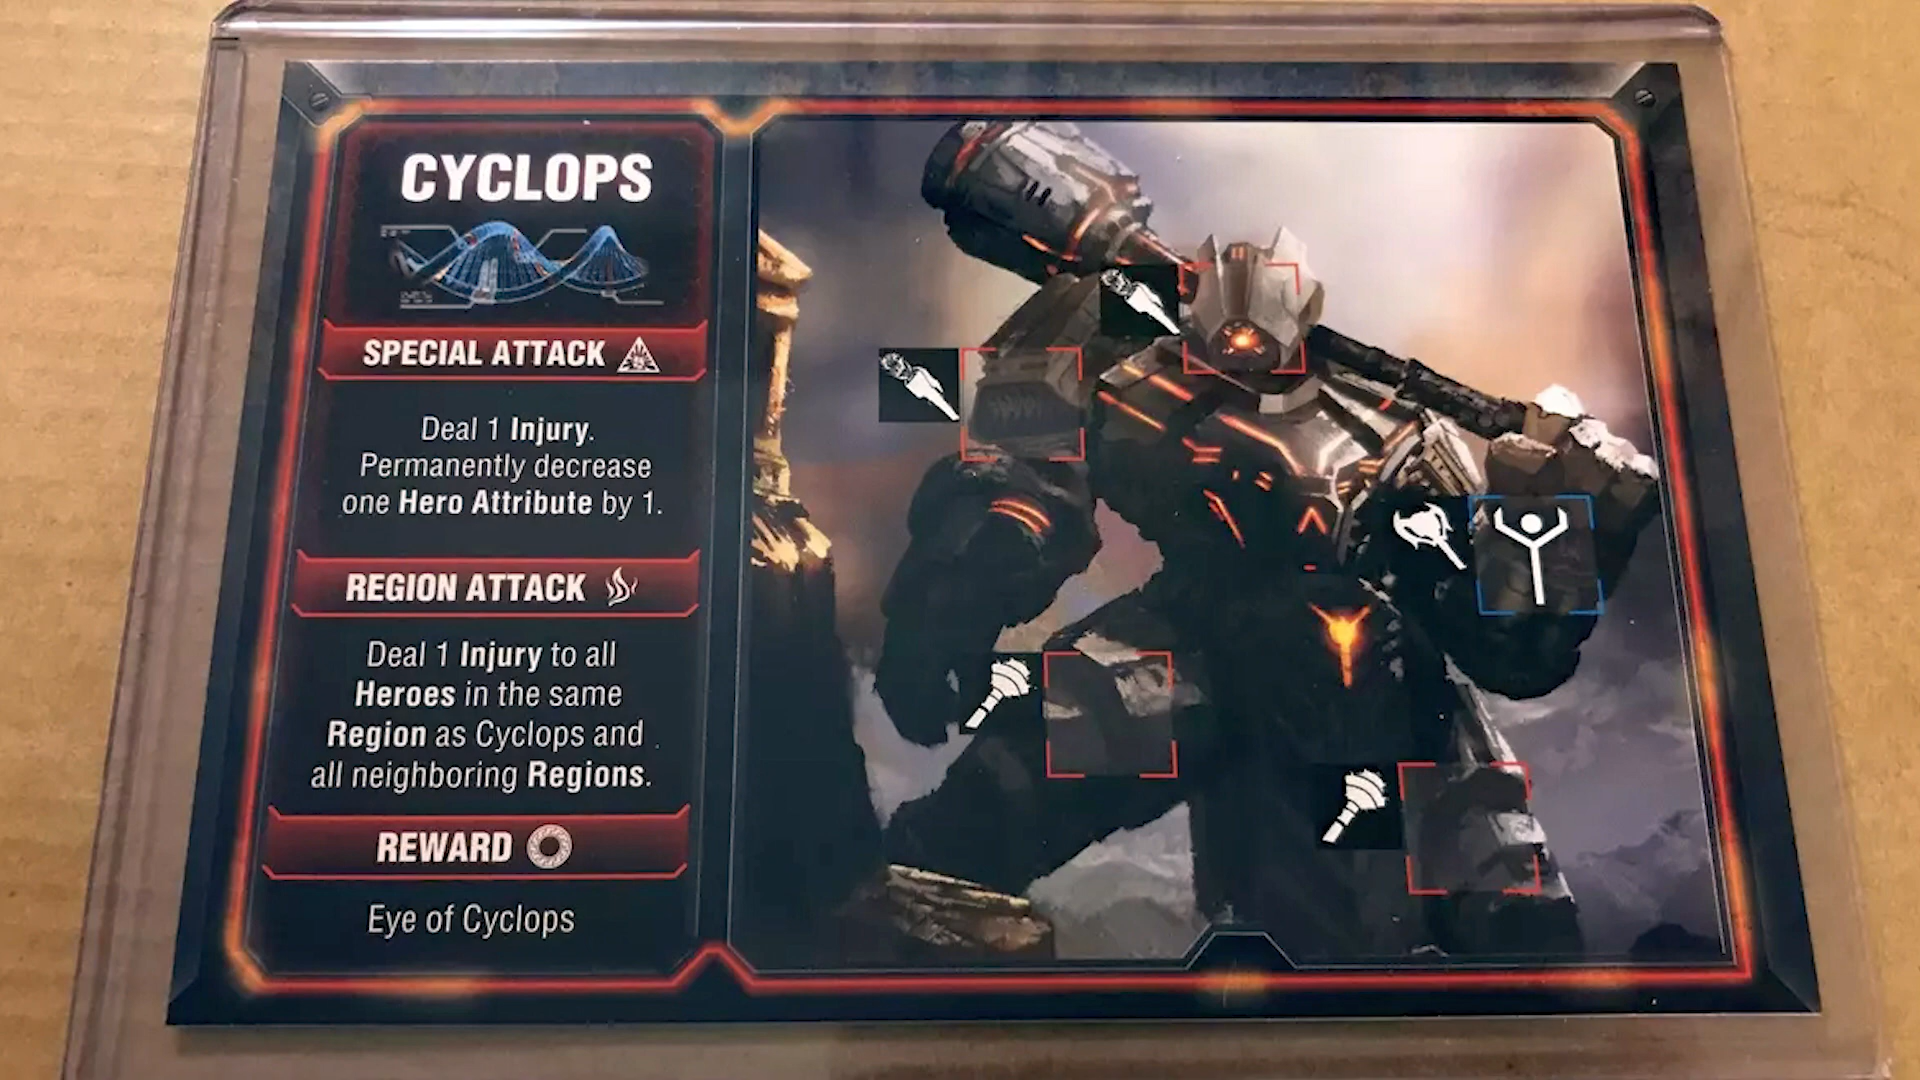 CYCLOPS
SPECIAL ATTACK
Deal 1 Injury.
Permanently decrease
one Hero Attribute by 1.
REGION ATTACK
Deal 1 Injury to all
Heroes in the same
Region as Cyclops and
all neighboring Regions.
REWARD
Eye of Cyclops